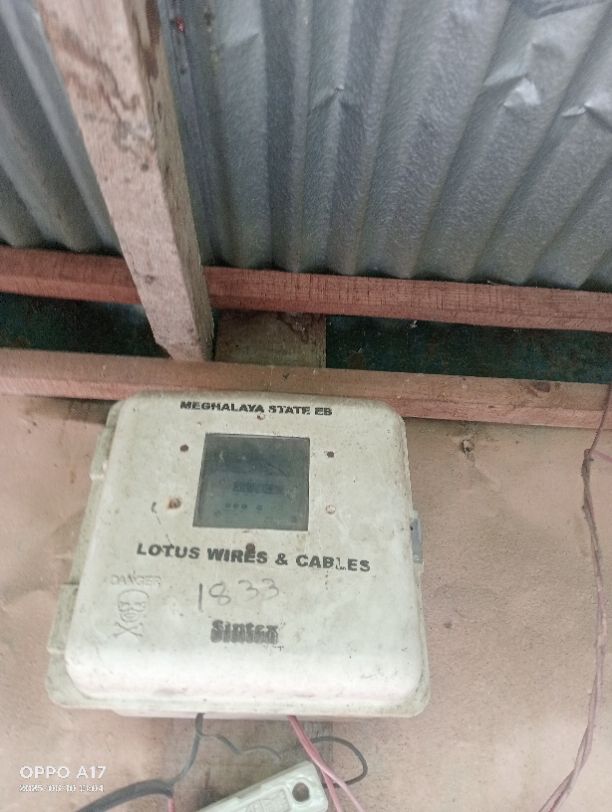 MEGHALAYA STATE EB
LOTUS WIRES & CABLES
DANGER
1833
Sintex
OPPO A17